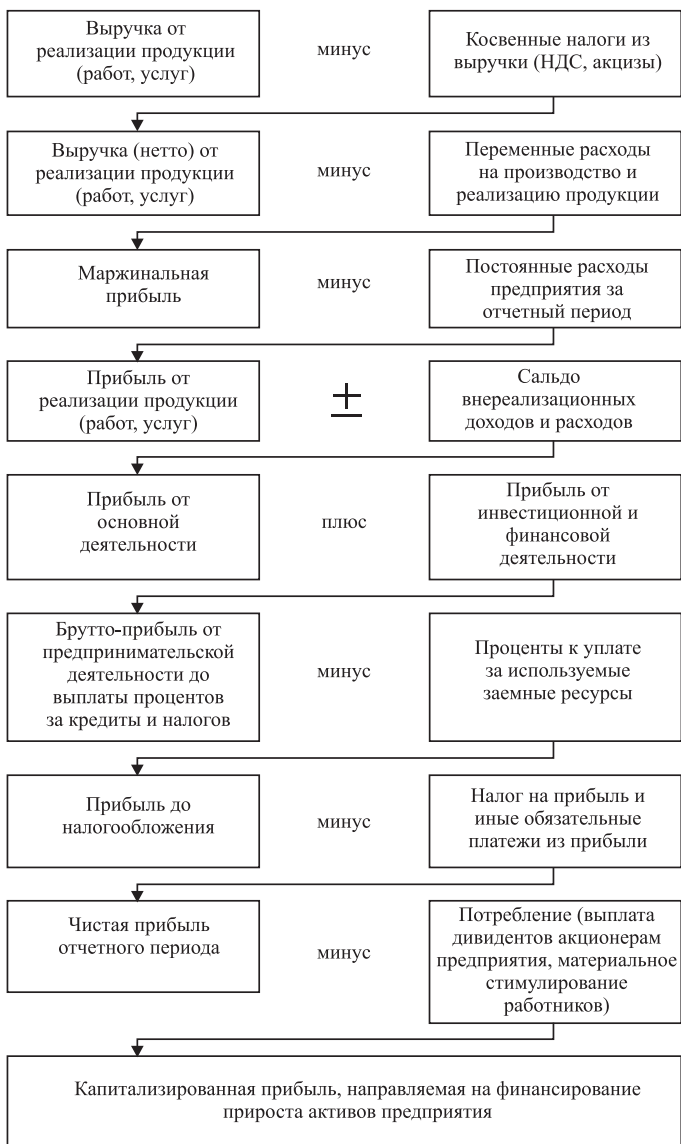 Выручка от
реализации продукции
(работ, услуг)
минус
Косвенные налоги из
выручки (НДС, акцизы)
Выручка (нетто) от
реализации продукции
(работ, услуг)
минус
Переменные расходы
на производство и
реализацию продукции
Маржинальная
прибыль
минус
Постоянные расходы
предприятия за
отчетный период
Прибыль от
реализации продукции
(работ, услуг)
±
Сальдо
внереализационных
доходов и расходов
Прибыль от
основной
деятельности
плюс
Прибыль от
инвестиционной и
финансовой
деятельности
Брутто-прибыль от
предпринимательской
деятельности до
выплаты процентов
за кредиты и налогов
минус
Проценты к уплате
за используемые
заемные ресурсы
Прибыль до
налогообложения
минус
Налог на прибыль и
иные обязательные
платежи из прибыли
Чистая прибыль
отчетного периода
минус
Потребление (выплата
дивидентов акционерам
предприятия, материальное
стимулирование
работников)
Капитализированная прибыль, направляемая на финансирование
прироста активов предприятия